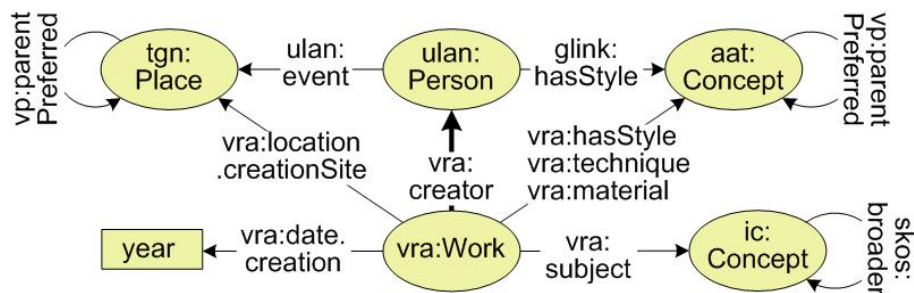 vp:parent
Preferred
tgn:
Place
ulan:
event
ulan:
Person
glink:
hasStyle
aat:
Concept
vp:parent
Preferred
vra:location
.creationSite
vra:
creator
vra:hasStyle
vra:technique
vra:material
year
vra:date.
creation
vra:Work
vra:
subject
ic:
Concept
skos:
broader